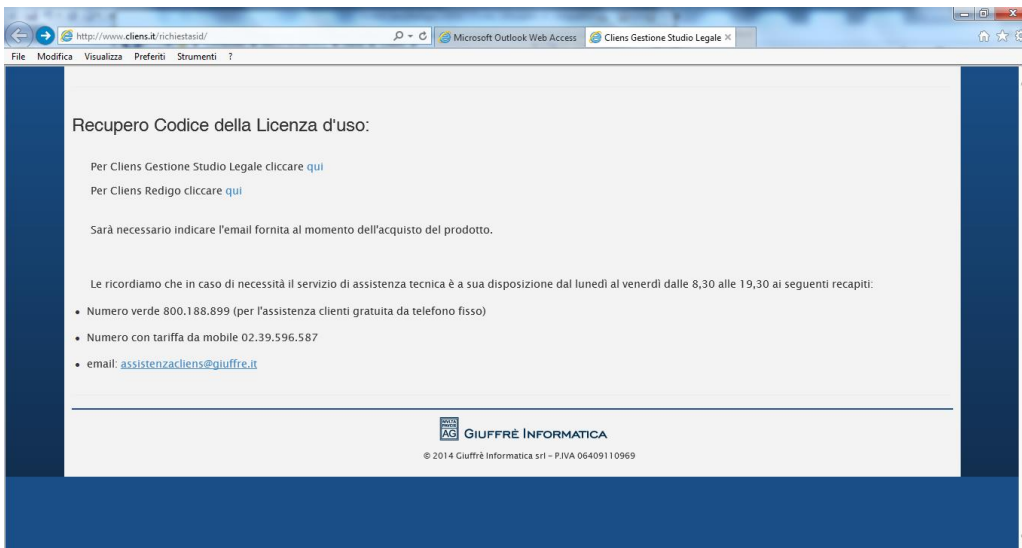 http://www.cliens.it/richiestasid/
Microsoft Outlook Web Access
Cliens Gestione Studio Legale
File Modifica Visualizza Preferiti Strumenti ?
Recupero Codice della Licenza d'uso:
Per Cliens Gestione Studio Legale cliccare qui
Per Cliens Redigo cliccare qui
Sarà necessario indicare l'email fornita al momento dell'acquisto del prodotto.
Le ricordiamo che in caso di necessità il servizio di assistenza tecnica è a sua disposizione dal lunedì al venerdì dalle 8,30 alle 19,30 ai seguenti recapiti:
• Numero verde 800.188.899 (per l'assistenza clienti gratuita da telefono fisso)
• Numero con tariffa da mobile 02.39.596.587
• email: assistenzacliens@giuffre.it
AG GIUFFRÈ INFORMATICA
© 2014 Giuffrè Informatica srl – P.IVA 06409110969